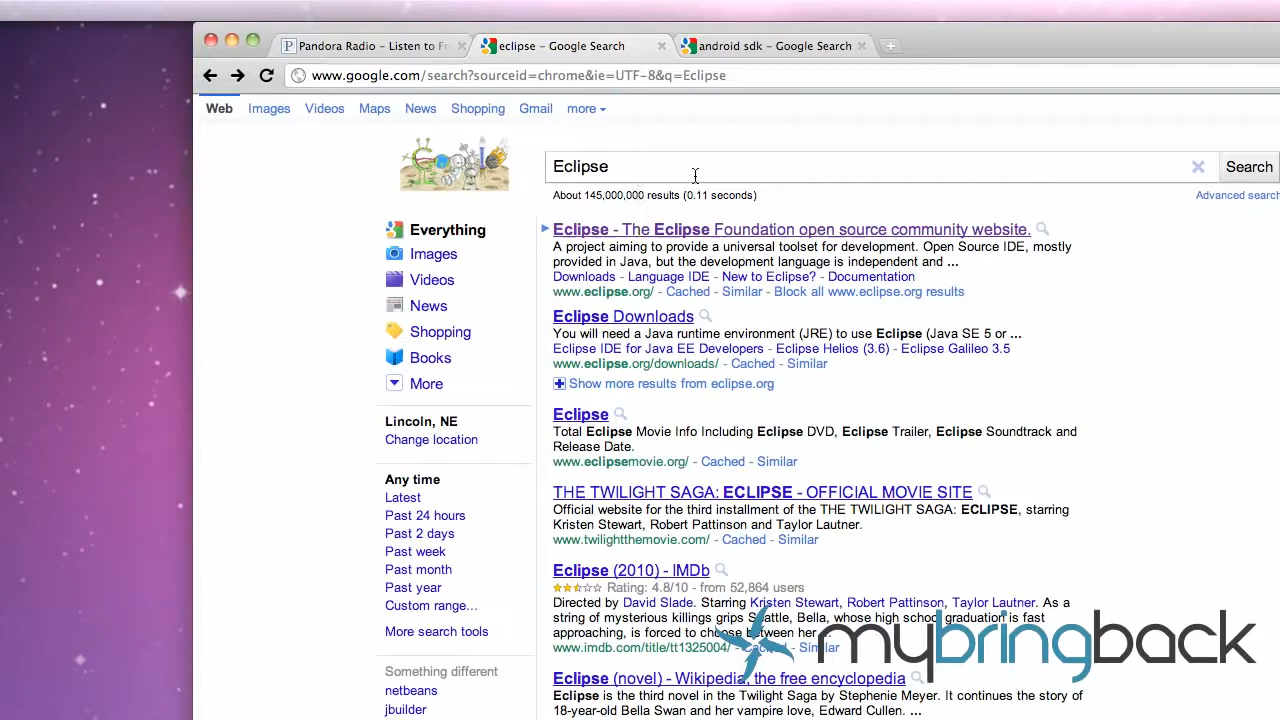 Pandora Radio - Listen to Fr
eclipse - Google Search
android sdk - Google Search
www.google.com/search?sourceid=chrome&ie=UTF-8&q=Eclipse
Web Images Videos Maps News Shopping Gmail more
Eclipse
Search
About 145,000,000 results (0.11 seconds)
Advanced search
Everything
Images
Videos
News
Shopping
Books
More
Lincoln, NE
Change location
Any time
Latest
Past 24 hours
Past 2 days
Past week
Past month
Past year
Custom range...
More search tools
Something different
netbeans
jbuilder
Eclipse - The Eclipse Foundation open source community website.
A project aiming to provide a universal toolset for development. Open Source IDE, mostly
provided in Java, but the development language is independent and ...
Downloads - Language IDE - New to Eclipse? - Documentation
www.eclipse.org/ - Cached - Similar - Block all www.eclipse.org results
Eclipse Downloads
You will need a Java runtime environment (JRE) to use Eclipse (Java SE 5 or ...
Eclipse IDE for Java EE Developers - Eclipse Helios (3.6) - Eclipse Galileo 3.5
www.eclipse.org/downloads/ - Cached - Similar
Show more results from eclipse.org
Eclipse
Total Eclipse Movie Info Including Eclipse DVD, Eclipse Trailer, Eclipse Soundtrack and
Release Date.
www.eclipsemovie.org/ - Cached - Similar
THE TWILIGHT SAGA: ECLIPSE - OFFICIAL MOVIE SITE
Official website for the third installment of the THE TWILIGHT SAGA: ECLIPSE, starring
Kristen Stewart, Robert Pattinson and Taylor Lautner.
www.twilightthemovie.com/ - Cached - Similar
Eclipse (2010) - IMDb
Rating: 4.8/10 - from 52,864 users
Directed by David Slade. Starring Kristen Stewart, Robert Pattinson, Taylor Lautner. As a
string of mysterious killings grips Seattle, Bella, whose high school graduation is fast
approaching, is forced to choose between her ...
www.imdb.com/title/tt1325004/ - Cached - Similar
Eclipse (novel) - Wikipedia, the free encyclopedia
Eclipse is the third novel in the Twilight Saga by Stephenie Meyer. It continues the story of
18-year-old Bella Swan and her vampire love, Edward Cullen. ...
mybringback